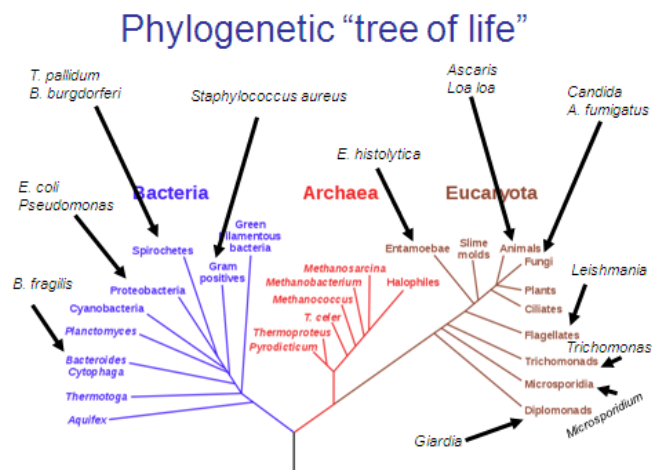 Phylogenetic “tree of life”
T. pallidum
B. burgdorferi
Staphylococcus aureus
Ascaris
Loa loa
Candida
A. fumigatus
E. histolytica
E. coli
Pseudomonas
Bacteria
Archaea
Eucaryota
Green
Filamentous
bacteria
Spirochetes
Gram
positives
Entamoebae
Slime
molds
Animals
Fungi
Methanosarcina
Methanobacterium
Halophiles
Leishmania
B. fragilis
Proteobacteria
Plants
Methanococcus
Cyanobacteria
Ciliates
T. celer
Planctomyces
Thermoproteus
Flagellates
Pyrodicticum
Trichomonas
Bacteroides
Cytophaga
Trichomonads
Microsporidia
Thermotoga
Microsporidium
Diplomonads
Aquifex
Giardia